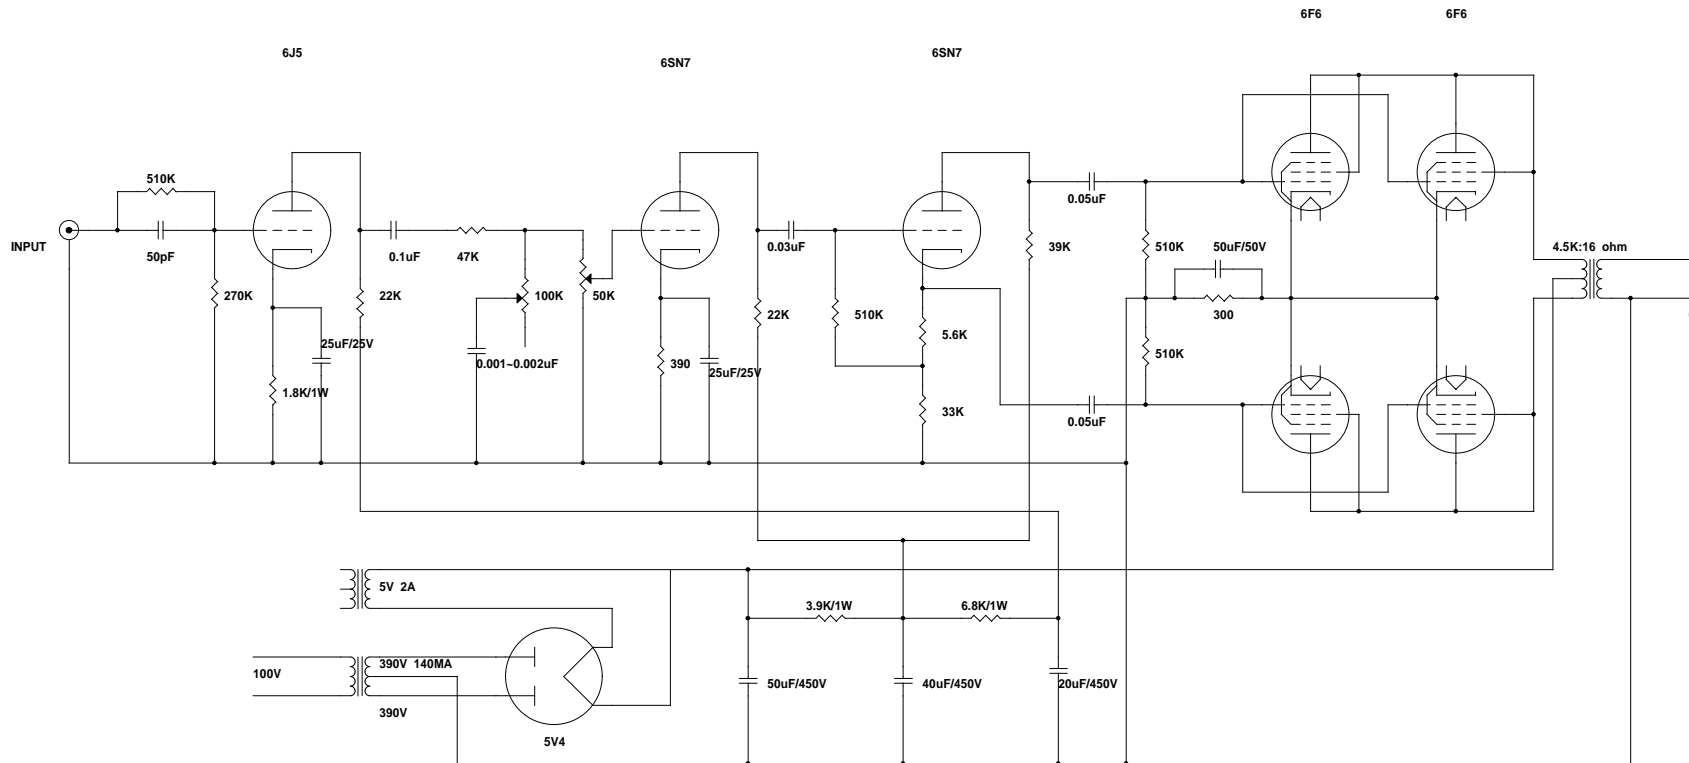 6F6
6F6
6J5
6SN7
6SN7
510K
INPUT
50pF
270K
22K
25uF/25V
1.8K/1W
0.1uF
47K
100K
50K
0.001~0.002uF
390
25uF/25V
0.03uF
22K
510K
5.6K
33K
39K
0.05uF
0.05uF
510K
510K
50uF/50V
300
4.5K:16 ohm
5V 2A
100V
390V 140MA
390V
5V4
3.9K/1W
6.8K/1W
50uF/450V
40uF/450V
20uF/450V